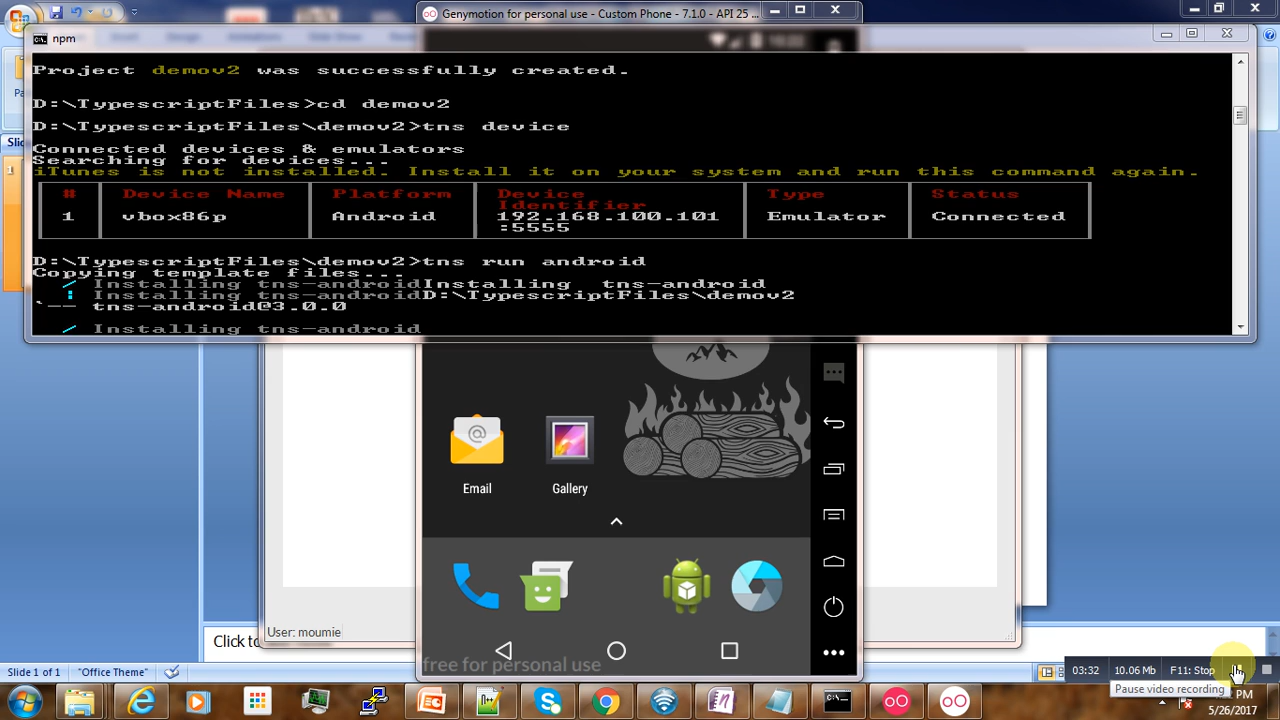 Genymotion for personal use - Custom Phone - 7.1.0 - API 25 ...
npm
Project demov2 was successfully created.
D:\TypescriptFiles>cd demov2
D:\TypescriptFiles\demov2>tns device
Connected devices & emulators
Searching for devices...
iTunes is not installed. Install it on your system and run this command again.
# Device Name Platform Device Identifier Type Status
1 vbox86p Android 192.168.100.101:5555 Emulator Connected
D:\TypescriptFiles\demov2>tns run android
Copying template files...
/ Installing tns-androidInstalling tns-android
: Installing tns-androidD:\TypescriptFiles\demov2
`-- tns-android@3.0.0
/ Installing tns-android
Slid
1
Email
Gallery
User: moumie
Click to
free for personal use
Slide 1 of 1
"Office Theme"
03:32
10.06 Mb
F11: Stop
Pause video recording
PM
5/26/2017